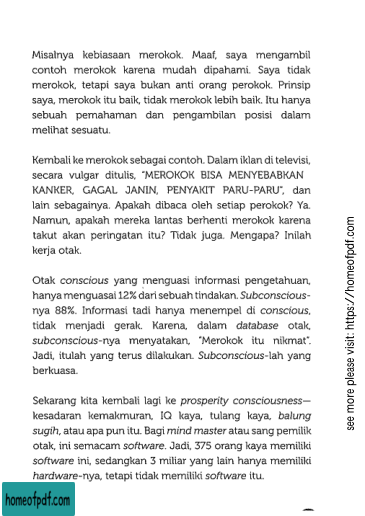 Misalnya kebiasaan merokok. Maaf, saya mengambil
contoh merokok karena mudah dipahami. Saya tidak
merokok, tetapi saya bukan anti orang perokok. Prinsip
saya, merokok itu baik, tidak merokok lebih baik. Itu hanya
sebuah pemahaman dan pengambilan posisi dalam
melihat sesuatu.
Kembali ke merokok sebagai contoh. Dalam iklan di televisi,
secara vulgar ditulis, “MEROKOK BISA MENYEBABKAN
KANKER, GAGAL JANIN, PENYAKIT PARU-PARU”, dan
lain sebagainya. Apakah dibaca oleh setiap perokok? Ya.
Namun, apakah mereka lantas berhenti merokok karena
takut akan peringatan itu? Tidak juga. Mengapa? Inilah
kerja otak.
Otak conscious yang menguasi informasi pengetahuan,
hanya menguasai 12% dari sebuah tindakan. Subconscious-
nya 88%. Informasi tadi hanya menempel di conscious,
tidak menjadi gerak. Karena, dalam database otak,
subconscious-nya menyatakan, “Merokok itu nikmat”.
Jadi, itulah yang terus dilakukan. Subconscious-lah yang
berkuasa.
Sekarang kita kembali lagi ke prosperity consciousness—
kesadaran kemakmuran, IQ kaya, tulang kaya, balung
sugih, atau apa pun itu. Bagi mind master atau sang pemilik
otak, ini semacam software. Jadi, 375 orang kaya memiliki
software ini, sedangkan 3 miliar yang lain hanya memiliki
hardware-nya, tetapi tidak memiliki software itu.
see more please visit: https://homeofpdf.com
homeofpdf.com